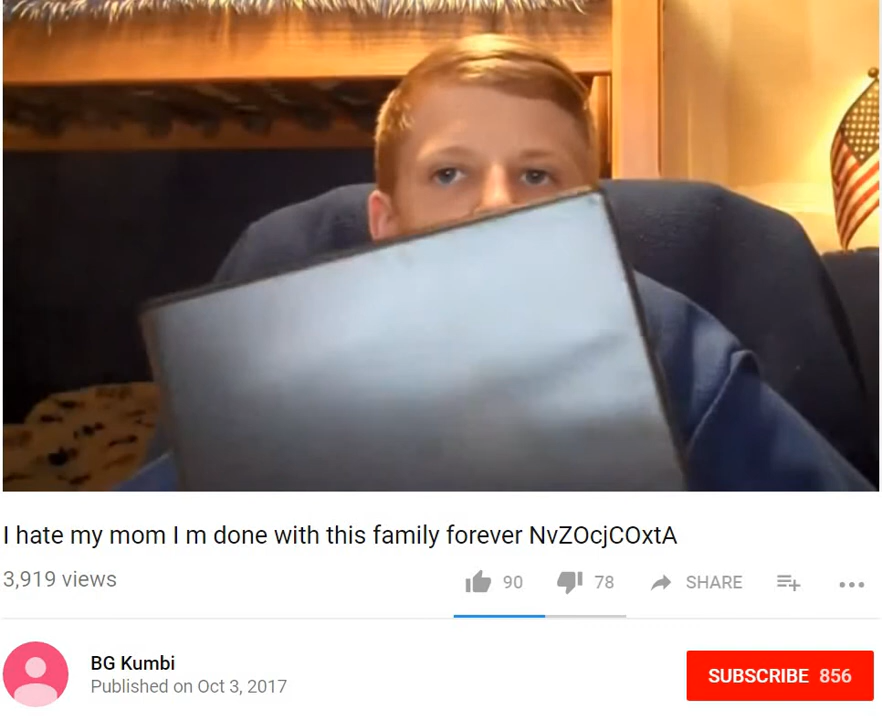 I hate my mom I m done with this family forever NvZOcjCOxtA
3,919 views
90
78
SHARE
BG Kumbi
Published on Oct 3, 2017
SUBSCRIBE 856